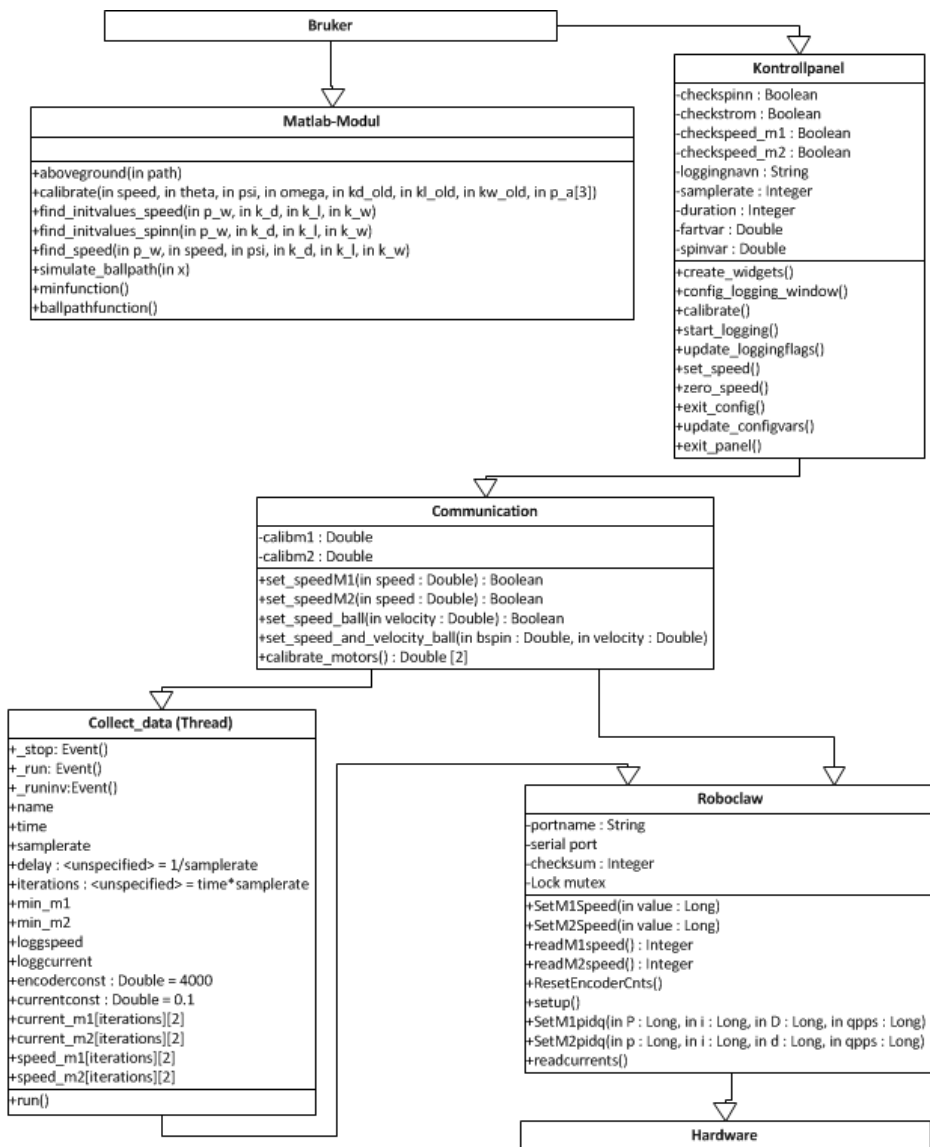 Bruker
Matlab-Modul
+aboveground(in path)
+calibrate(in speed, in theta, in psi, in omega, in kd_old, in kl_old, in kw_old, in p_a[3])
+find_initvalues_speed(in p_w, in k_d, in k_l, in k_w)
+find_initvalues_spinn(in p_w, in k_d, in k_l, in k_w)
+find_speed(in p_w, in speed, in psi, in k_d, in k_l, in k_w)
+simulate_ballpath(in x)
+minfunction()
+ballpathfunction()
Kontrollpanel
-checkspinn : Boolean
-checkstrom : Boolean
-checkspeed_m1 : Boolean
-checkspeed_m2 : Boolean
-loggingnavn : String
-samplerate : Integer
-duration : Integer
-fartvar : Double
-spinvar : Double
+create_widgets()
+config_logging_window()
+calibrate()
+start_logging()
+update_loggingflags()
+set_speed()
+zero_speed()
+exit_config()
+update_configvars()
+exit_panel()
Communication
-calibm1 : Double
-calibm2 : Double
+set_speedM1(in speed : Double) : Boolean
+set_speedM2(in speed : Double) : Boolean
+set_speed_ball(in velocity : Double) : Boolean
+set_speed_and_velocity_ball(in bspin : Double, in velocity : Double)
+calibrate_motors() : Double [2]
Collect_data (Thread)
+_stop: Event()
+_run: Event()
+_runinv:Event()
+name
+time
+samplerate
+delay : <unspecified> = 1/samplerate
+iterations : <unspecified> = time*samplerate
+min_m1
+min_m2
+loggspeed
+loggcurrent
+encoderconst : Double = 4000
+currentconst : Double = 0.1
+current_m1[iterations][2]
+current_m2[iterations][2]
+speed_m1[iterations][2]
+speed_m2[iterations][2]
+run()
Roboclaw
-portname : String
-serial port
-checksum : Integer
-Lock mutex
+SetM1Speed(in value : Long)
+SetM2Speed(in value : Long)
+readM1speed() : Integer
+readM2speed() : Integer
+ResetEncoderCnts()
+setup()
+SetM1pidq(in P : Long, in i : Long, in D : Long, in qpps : Long)
+SetM2pidq(in p : Long, in i : Long, in d : Long, in qpps : Long)
+readcurrents()
Hardware